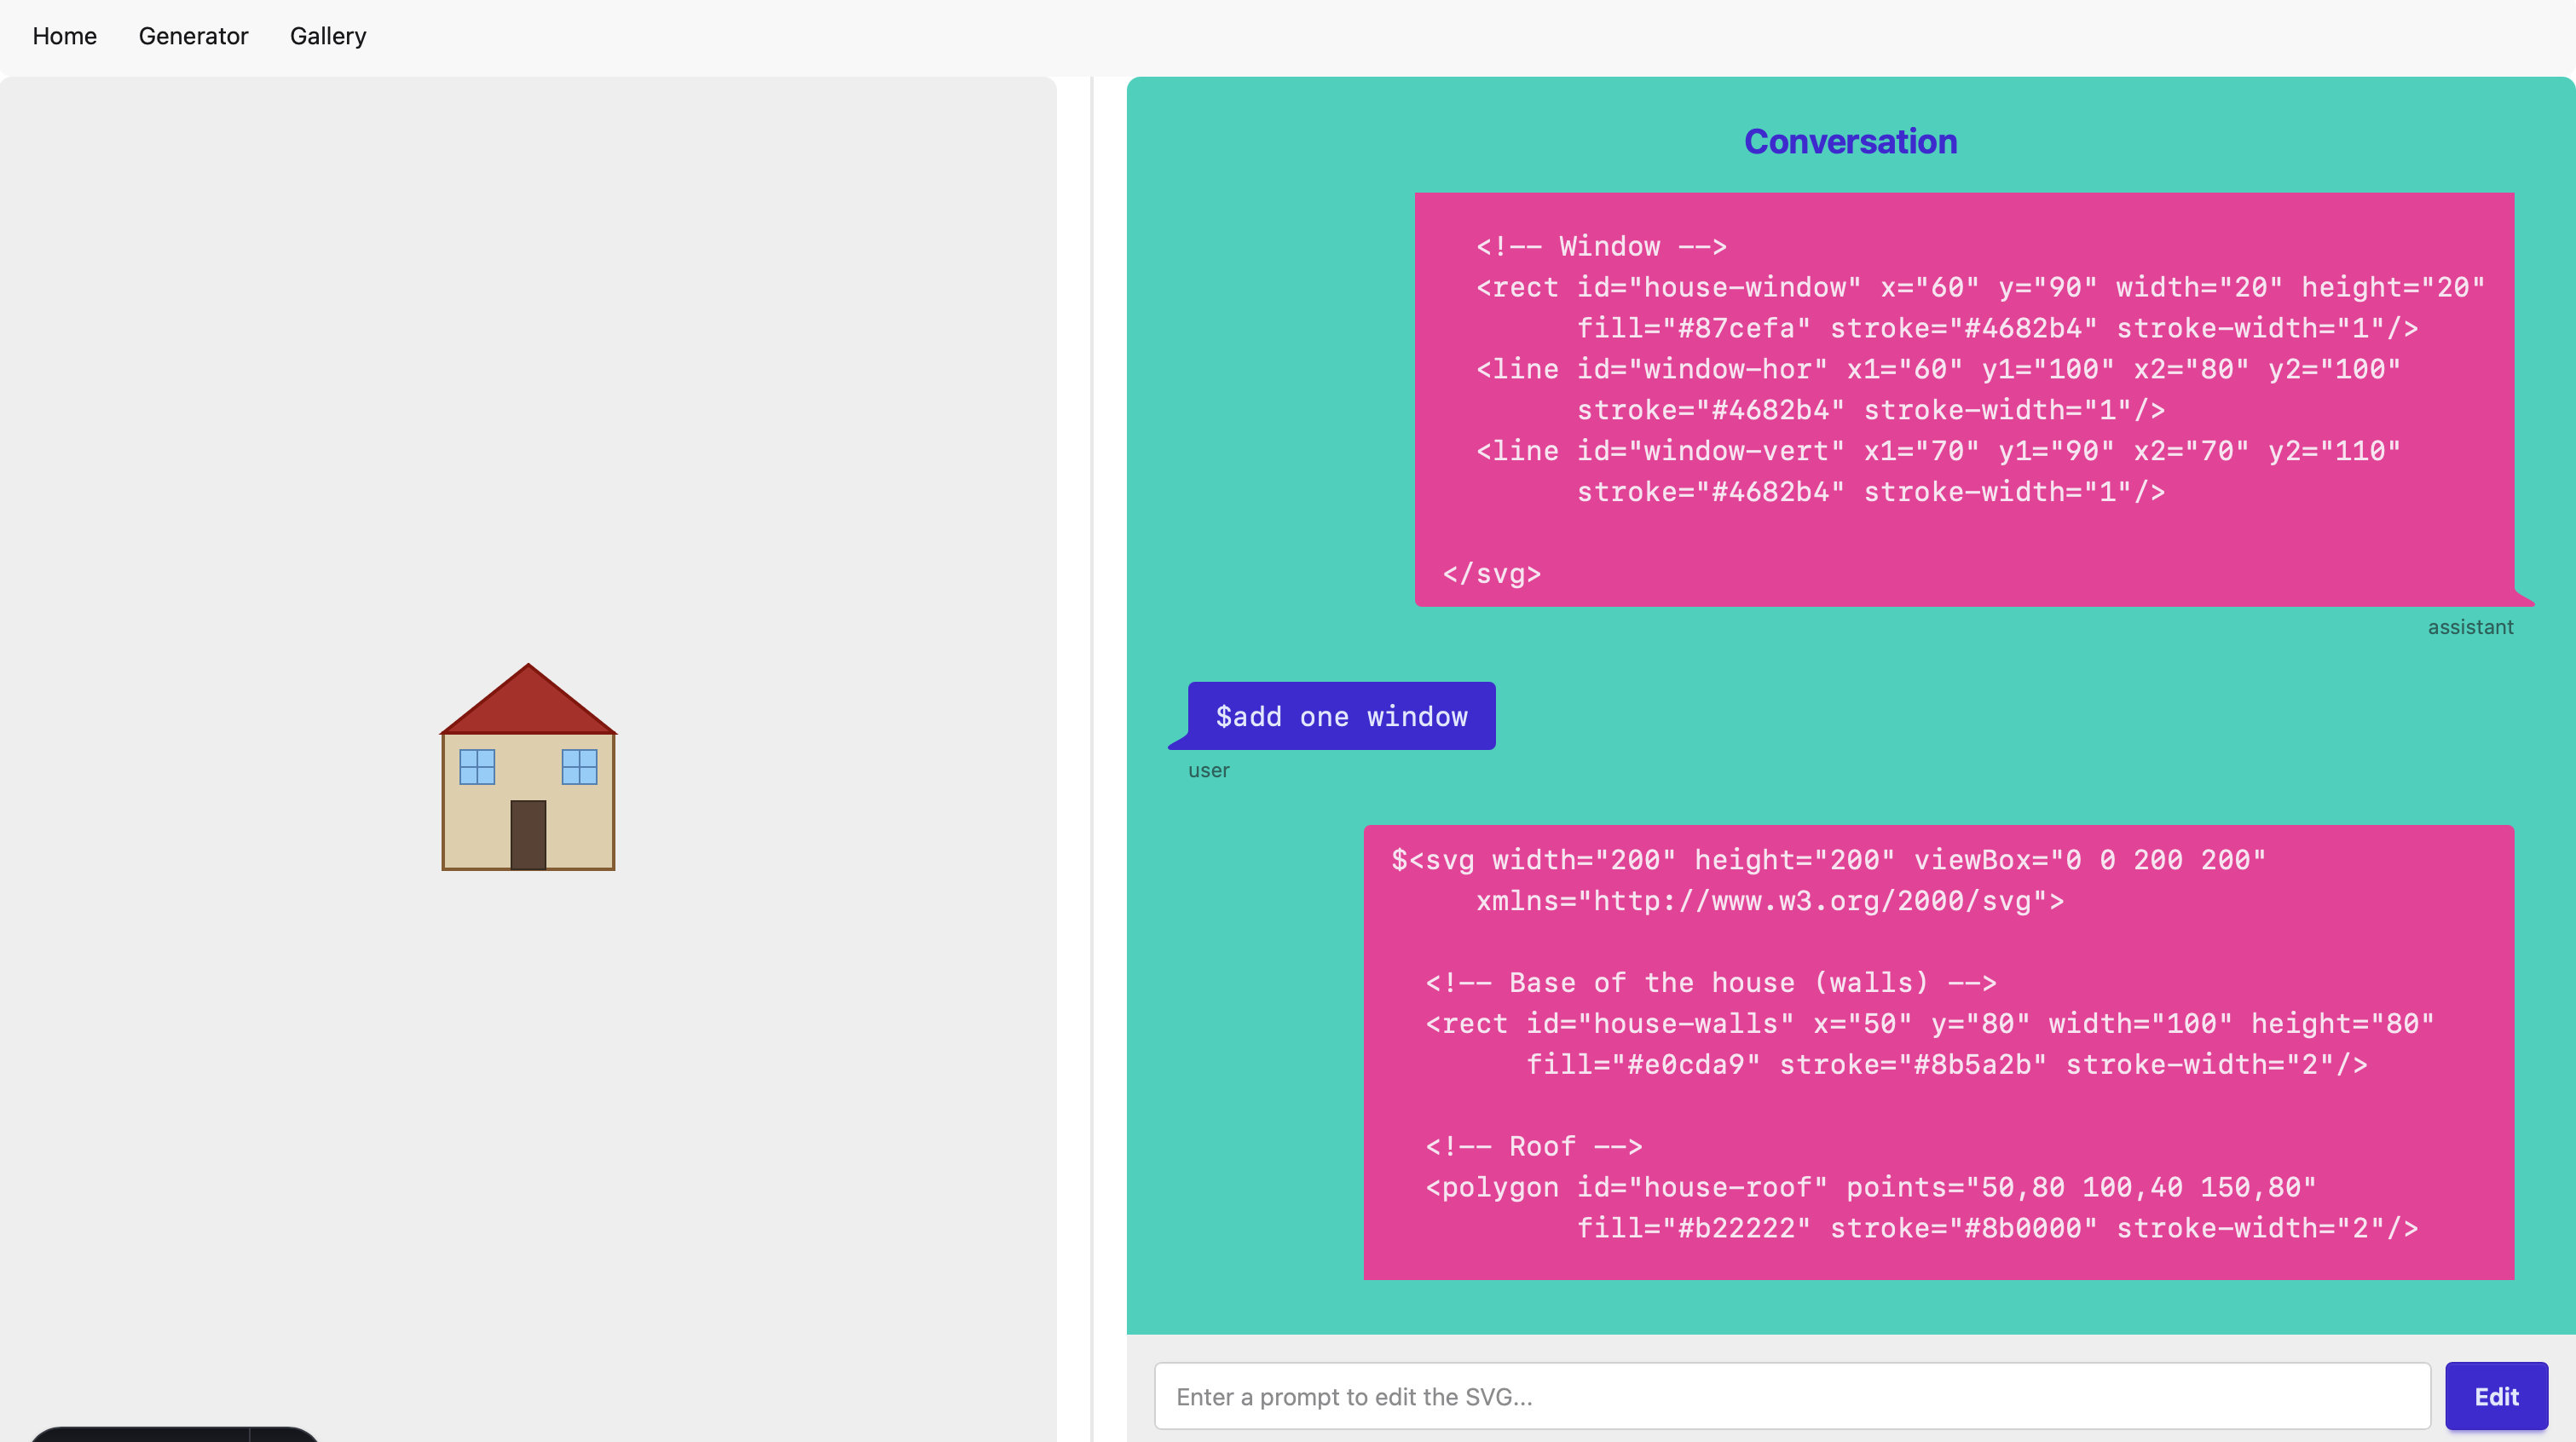 Home Generator Gallery
Conversation
<!-- Window -->
<rect id="house-window" x="60" y="90" width="20" height="20"
fill="#87cefa" stroke="#4682b4" stroke-width="1"/>
<line id="window-hor" x1="60" y1="100" x2="80" y2="100"
stroke="#4682b4" stroke-width="1"/>
<line id="window-vert" x1="70" y1="90" x2="70" y2="110"
stroke="#4682b4" stroke-width="1"/>
</svg>
assistant
$add one window
user
$<svg width="200" height="200" viewBox="0 0 200 200"
xmlns="http://www.w3.org/2000/svg">
<!-- Base of the house (walls) -->
<rect id="house-walls" x="50" y="80" width="100" height="80"
fill="#e0cda9" stroke="#8b5a2b" stroke-width="2"/>
<!-- Roof -->
<polygon id="house-roof" points="50,80 100,40 150,80"
fill="#b22222" stroke="#8b0000" stroke-width="2"/>
Enter a prompt to edit the SVG...
Edit